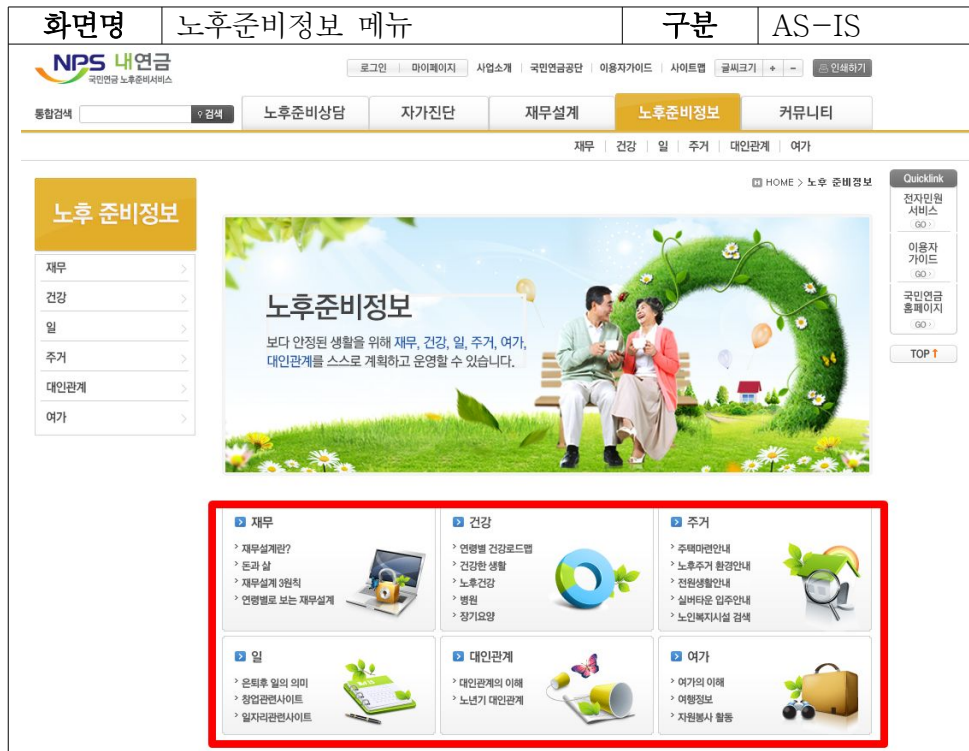 화면명 노후준비정보 메뉴 구분 AS-IS
NPS 내연금
국민연금 노후준비서비스
로그인 마이페이지 사업소개 국민연금공단 이용자가이드 사이트맵 글씨크기 + - 인쇄하기
통합검색 검색 노후준비상담 자가진단 재무설계 노후준비정보 커뮤니티
재무 건강 일 주거 대인관계 여가
HOME > 노후 준비정보
노후 준비정보
재무
건강
일
주거
대인관계
여가
노후준비정보
보다 안정된 생활을 위해 재무, 건강, 일, 주거, 여가,
대인관계를 스스로 계획하고 운영할 수 있습니다.
Quicklink
전자민원
서비스
GO
이용자
가이드
GO
국민연금
홈페이지
GO
TOP
재무
재무설계란?
돈과 삶
재무설계 3원칙
연령별로 보는 재무설계
건강
연령별 건강로드맵
건강한 생활
노후건강
병원
장기요양
주거
주택마련안내
노후주거 환경안내
전원생활안내
실버타운 입주안내
노인복지시설 검색
일
은퇴후 일의 의미
창업관련사이트
일자리관련사이트
대인관계
대인관계의 이해
노년기 대인관계
여가
여가의 이해
여행정보
자원봉사 활동